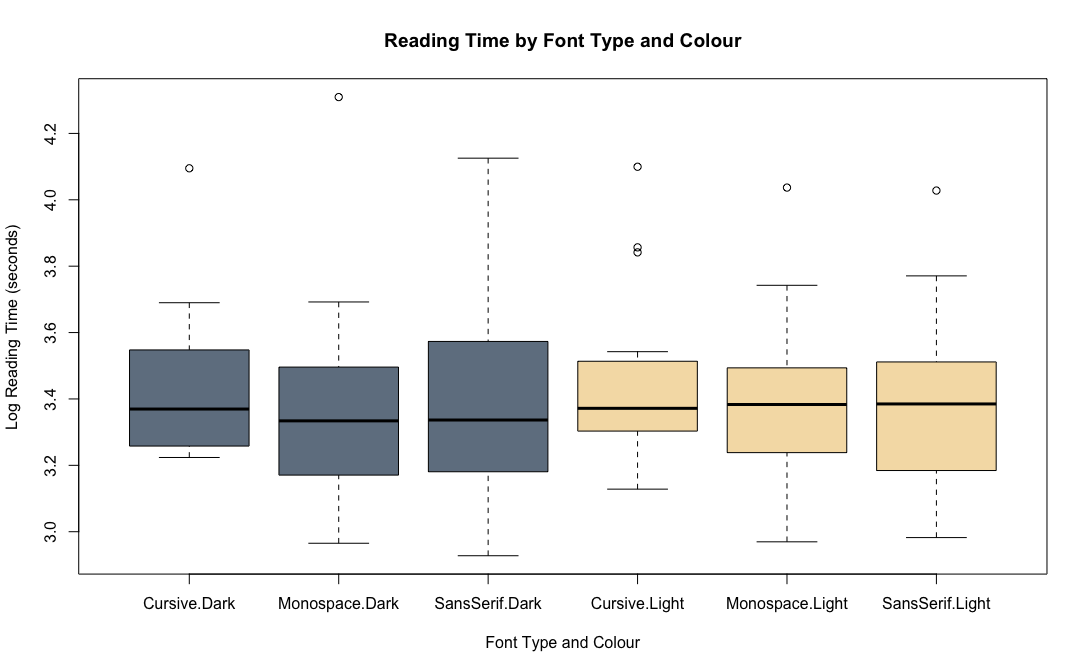 Reading Time by Font Type and Colour
Log Reading Time (seconds)
4.2
4.0
3.8
3.6
3.4
3.2
3.0
Cursive.Dark Monospace.Dark SansSerif.Dark Cursive.Light Monospace.Light SansSerif.Light
Font Type and Colour